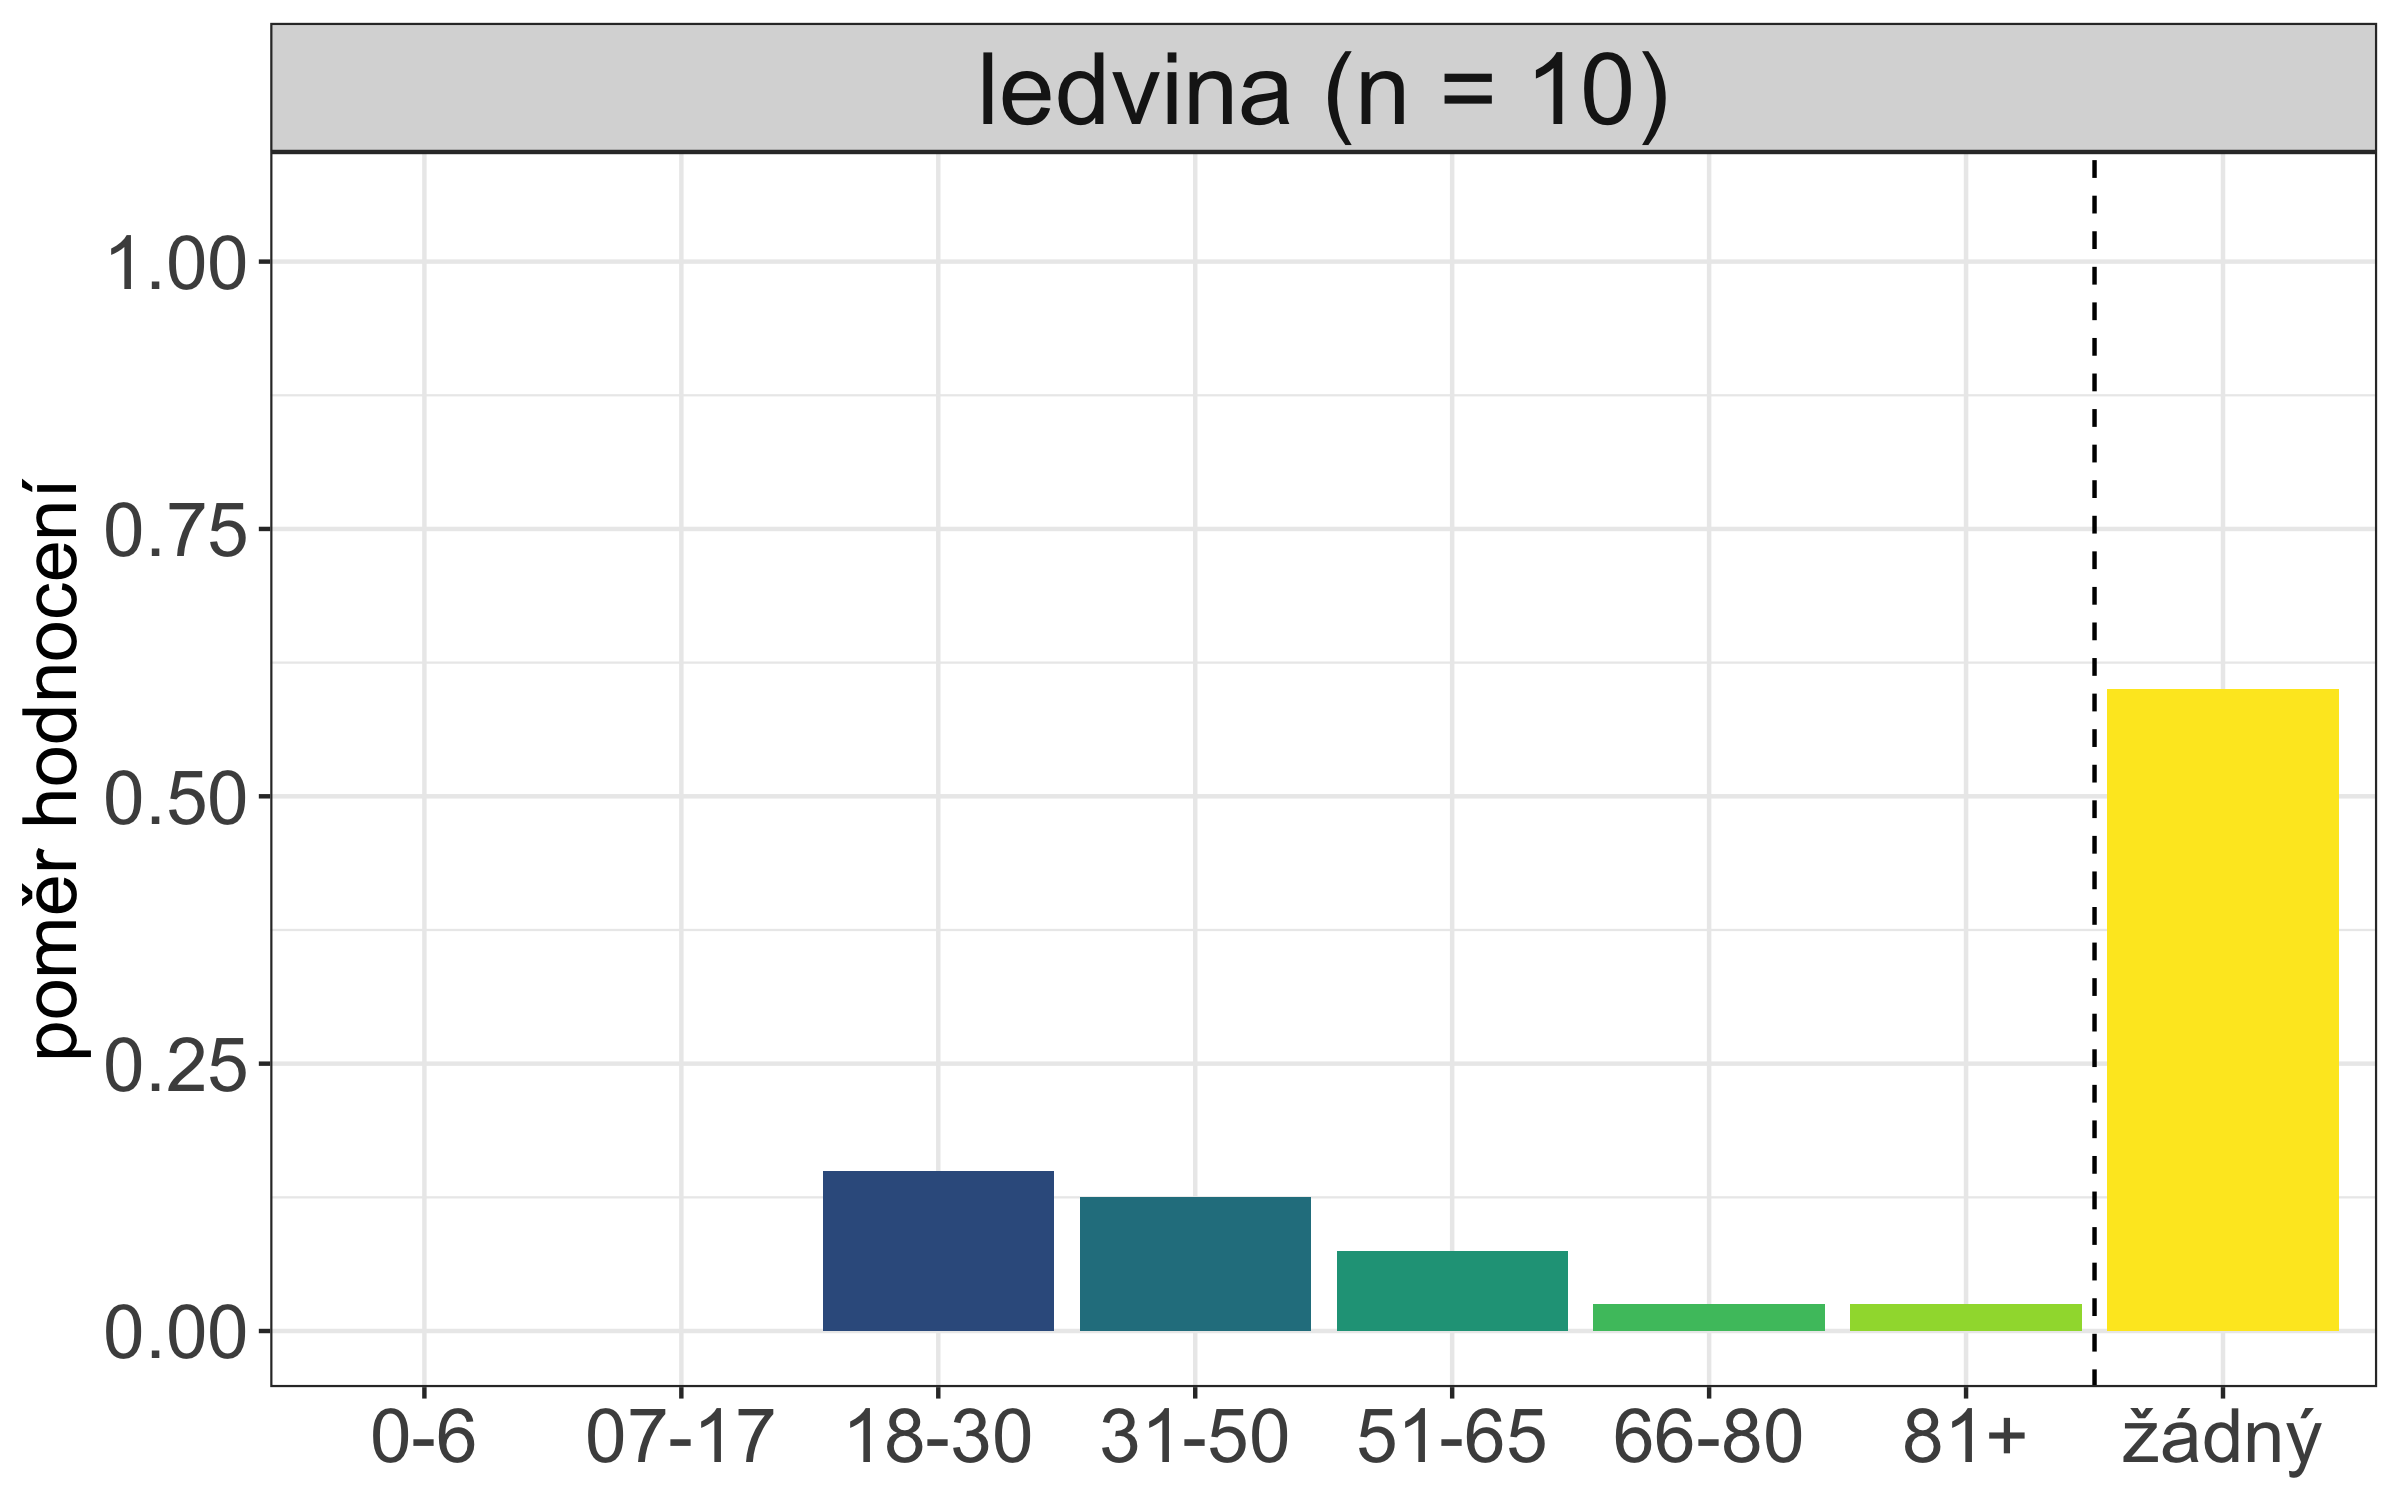 ledvina (n = 10)
poměr hodnocení
1.00
0.75
0.50
0.25
0.00
0-6 07-17 18-30 31-50 51-65 66-80 81+ žádný